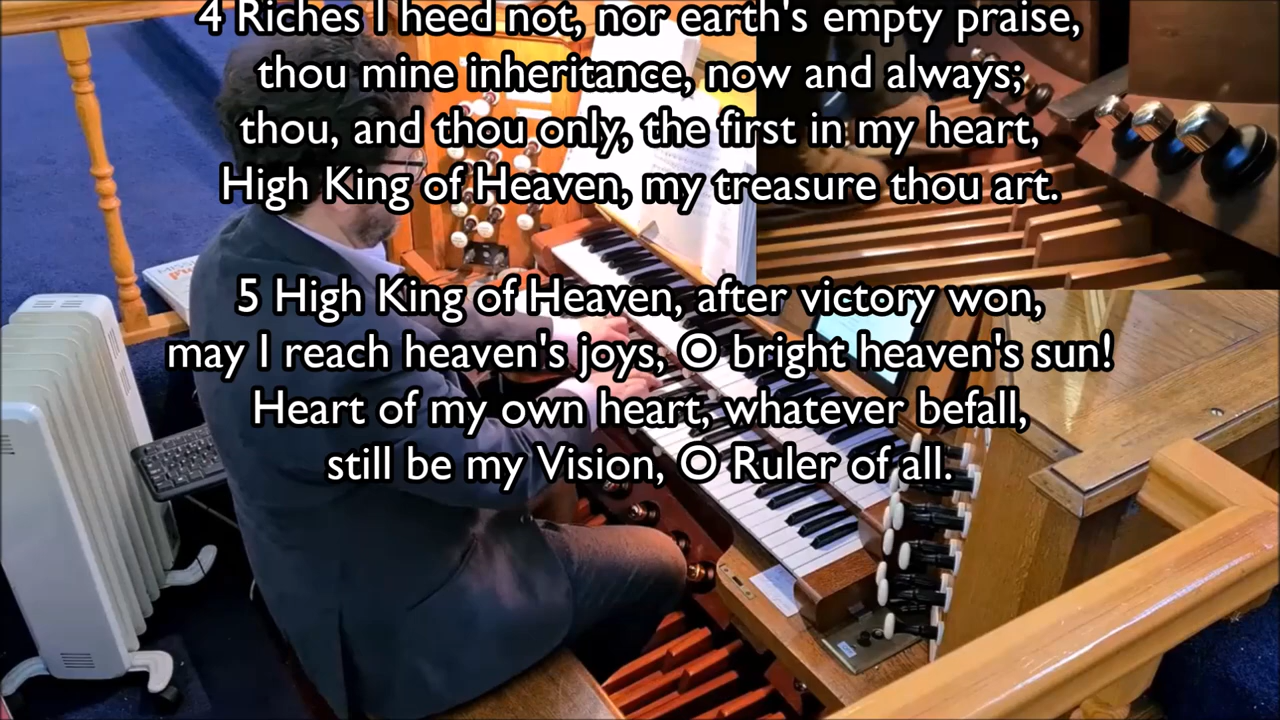 4 Riches I heed not, nor earth's empty praise,
thou mine inheritance, now and always;
thou, and thou only, the first in my heart,
High King of Heaven, my treasure thou art.
5 High King of Heaven, after victory won,
may I reach heaven's joys, O bright heaven's sun!
Heart of my own heart, whatever befall,
still be my Vision, O Ruler of all.